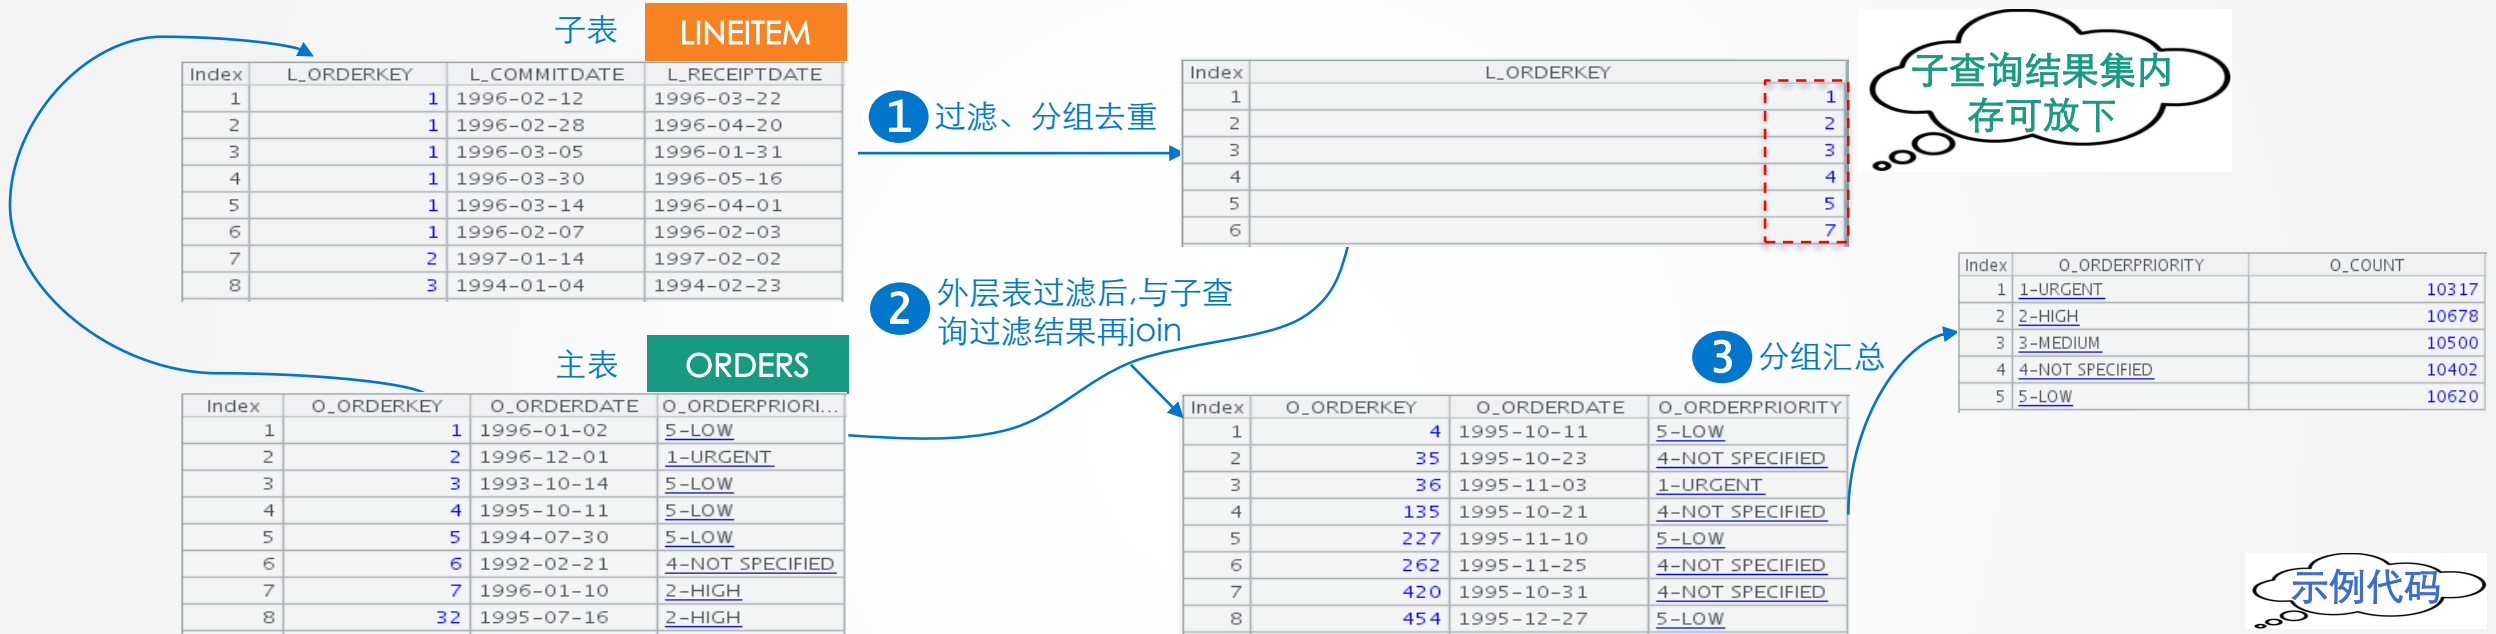 子表 LINEITEM
Index L_ORDERKEY L_COMMITDATE L_RECEIPTDATE
1 1 1996-02-12 1996-03-22
2 1 1996-02-28 1996-04-20
3 1 1996-03-05 1996-01-31
4 1 1996-03-30 1996-05-16
5 1 1996-03-14 1996-04-01
6 1 1996-02-07 1996-02-03
7 2 1997-01-14 1997-02-02
8 3 1994-01-04 1994-02-23
1 过滤、分组去重
Index L_ORDERKEY
1 1
2 2
3 3
4 4
5 5
6 7
子查询结果集内
存可放下
2 外层表过滤后,与子查
询过滤结果再join
主表 ORDERS
Index O_ORDERKEY O_ORDERDATE O_ORDERPRIORI...
1 1 1996-01-02 5-LOW
2 2 1996-12-01 1-URGENT
3 3 1993-10-14 5-LOW
4 4 1995-10-11 5-LOW
5 5 1994-07-30 5-LOW
6 6 1992-02-21 4-NOT SPECIFIED
7 7 1996-01-10 2-HIGH
8 32 1995-07-16 2-HIGH
Index O_ORDERKEY O_ORDERDATE O_ORDERPRIORITY
1 4 1995-10-11 5-LOW
2 35 1995-10-23 4-NOT SPECIFIED
3 36 1995-11-03 1-URGENT
4 135 1995-10-21 4-NOT SPECIFIED
5 227 1995-11-10 5-LOW
6 262 1995-11-25 4-NOT SPECIFIED
7 420 1995-10-31 4-NOT SPECIFIED
8 454 1995-12-27 5-LOW
3 分组汇总
Index O_ORDERPRIORITY O_COUNT
1 1-URGENT 10317
2 2-HIGH 10678
3 3-MEDIUM 10500
4 4-NOT SPECIFIED 10402
5 5-LOW 10620
示例代码